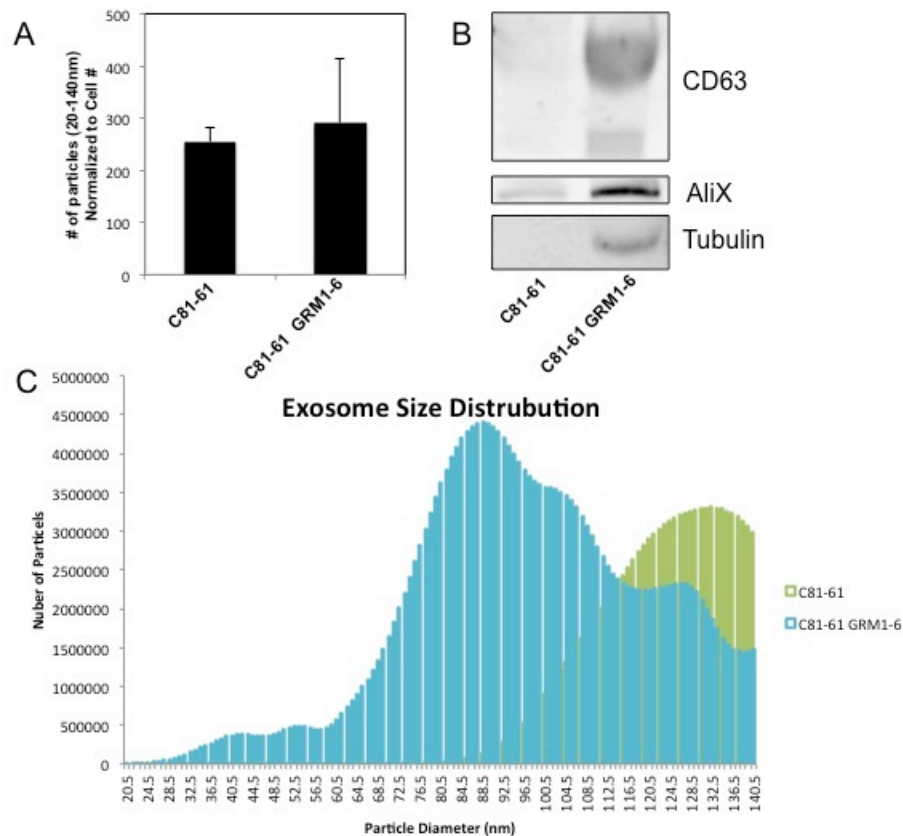 A
# of particles (20-140nm)
Normalized to Cell #
500
400
300
200
100
0
C81-61
C81-61 GRM1-6
B
CD63
AliX
Tubulin
C81-61
C81-61 GRM1-6
C
Exosome Size Distrubution
Nuber of Particels
5000000
4500000
4000000
3500000
3000000
2500000
2000000
1500000
1000000
500000
0
20.5 24.5 28.5 32.5 36.5 40.5 44.5 48.5 52.5 56.5 60.5 64.5 68.5 72.5 76.5 80.5 84.5 88.5 92.5 96.5 100.5 104.5 108.5 112.5 116.5 120.5 124.5 128.5 132.5 136.5 140.5
Particle Diameter (nm)
C81-61
C81-61 GRM1-6